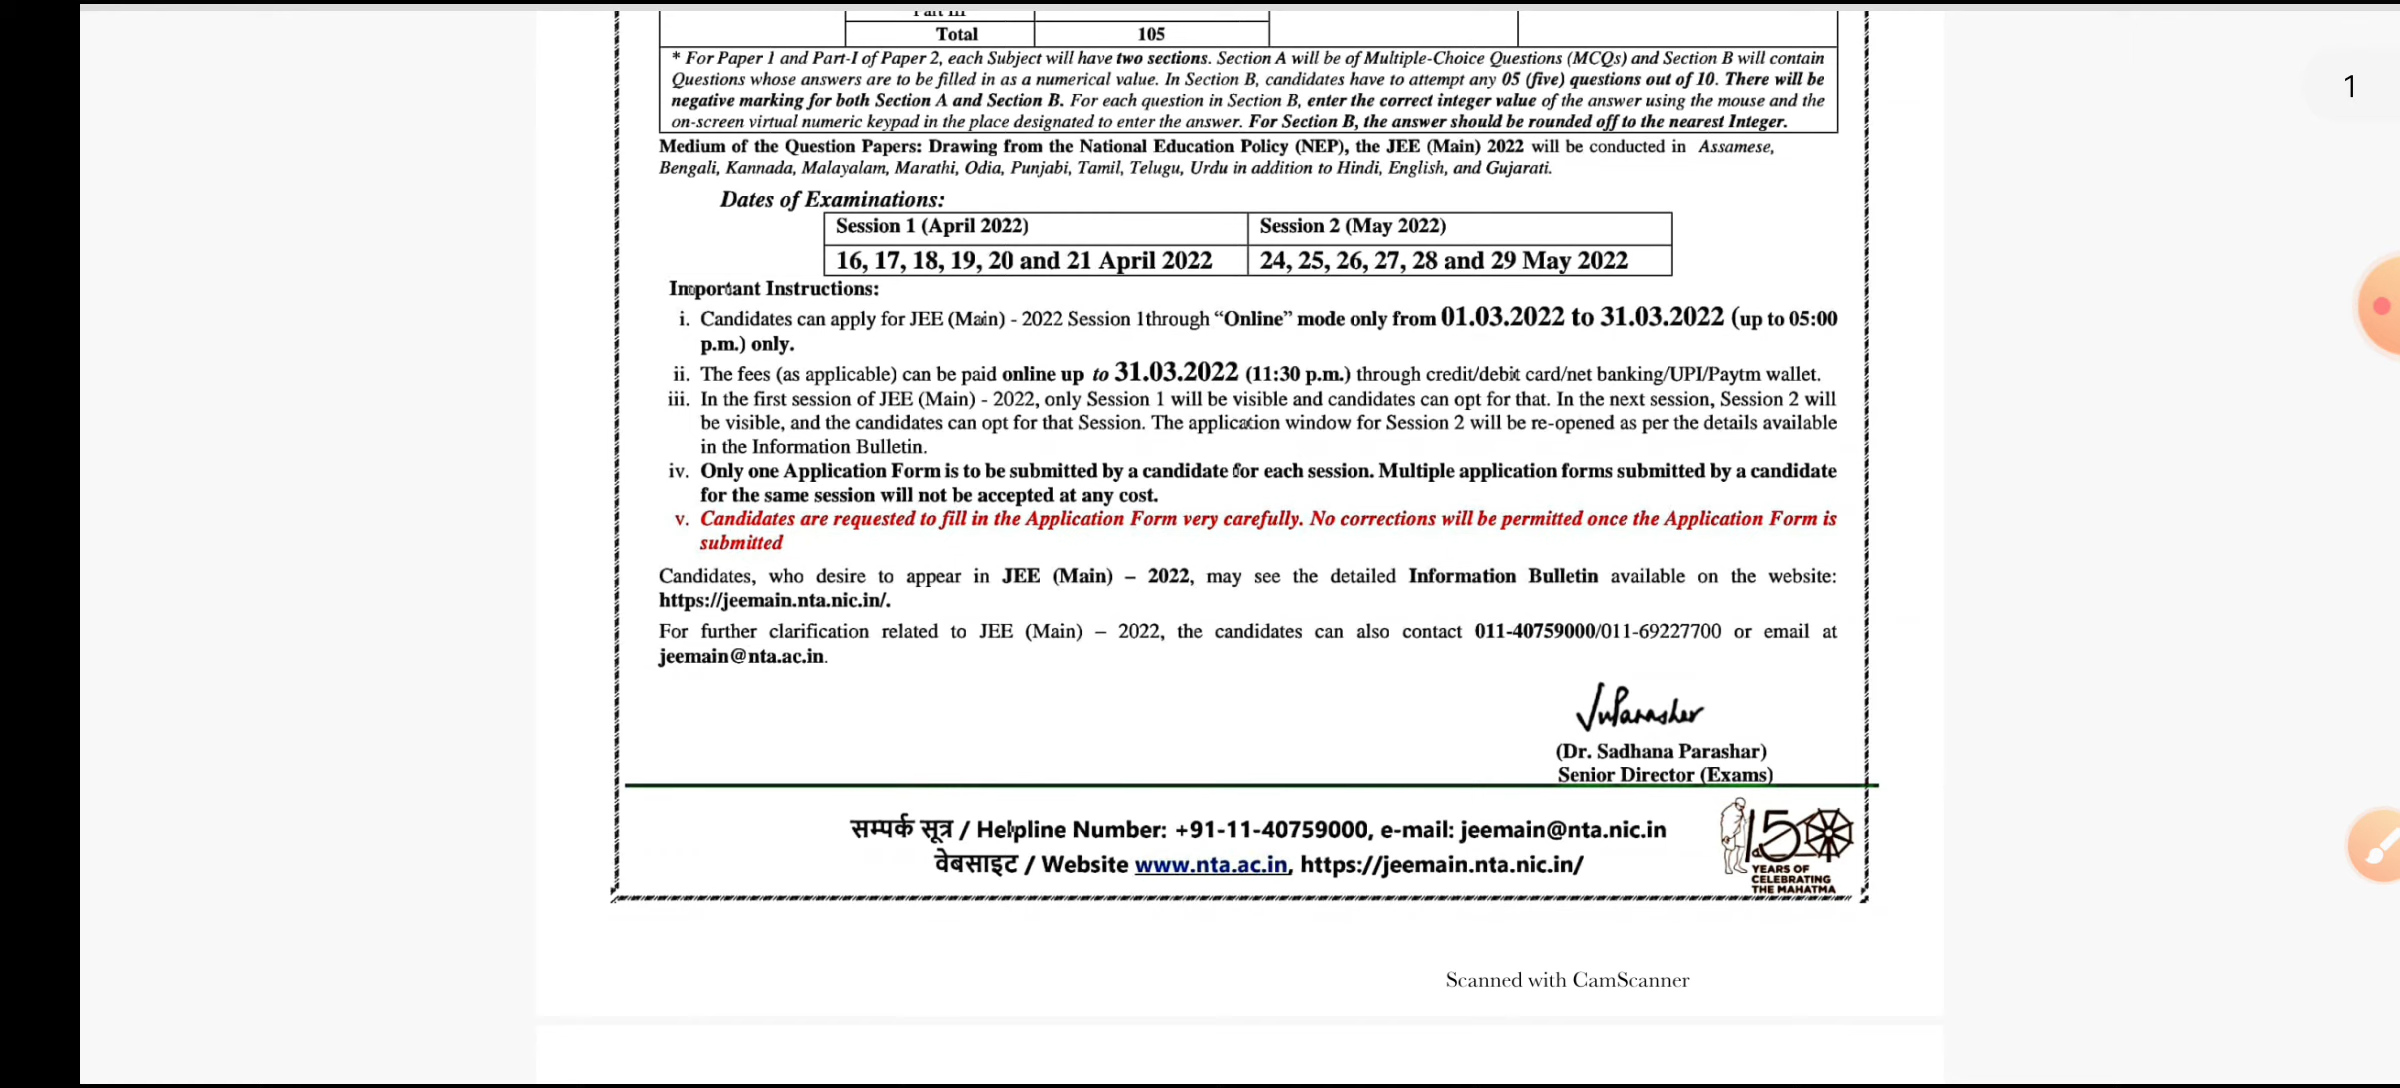 Part III
Total 105
* For Paper 1 and Part-I of Paper 2, each Subject will have two sections. Section A will be of Multiple-Choice Questions (MCQs) and Section B will contain
Questions whose answers are to be filled in as a numerical value. In Section B, candidates have to attempt any 05 (five) questions out of 10. There will be
negative marking for both Section A and Section B. For each question in Section B, enter the correct integer value of the answer using the mouse and the
on-screen virtual numeric keypad in the place designated to enter the answer. For Section B, the answer should be rounded off to the nearest Integer.
Medium of the Question Papers: Drawing from the National Education Policy (NEP), the JEE (Main) 2022 will be conducted in Assamese,
Bengali, Kannada, Malayalam, Marathi, Odia, Punjabi, Tamil, Telugu, Urdu in addition to Hindi, English, and Gujarati.
Dates of Examinations:
Session 1 (April 2022) Session 2 (May 2022)
16, 17, 18, 19, 20 and 21 April 2022 24, 25, 26, 27, 28 and 29 May 2022
Important Instructions:
i. Candidates can apply for JEE (Main) - 2022 Session 1through “Online” mode only from 01.03.2022 to 31.03.2022 (up to 05:00
p.m.) only.
ii. The fees (as applicable) can be paid online up to 31.03.2022 (11:30 p.m.) through credit/debit card/net banking/UPI/Paytm wallet.
iii. In the first session of JEE (Main) - 2022, only Session 1 will be visible and candidates can opt for that. In the next session, Session 2 will
be visible, and the candidates can opt for that Session. The application window for Session 2 will be re-opened as per the details available
in the Information Bulletin.
iv. Only one Application Form is to be submitted by a candidate for each session. Multiple application forms submitted by a candidate
for the same session will not be accepted at any cost.
v. Candidates are requested to fill in the Application Form very carefully. No corrections will be permitted once the Application Form is
submitted
Candidates, who desire to appear in JEE (Main) – 2022, may see the detailed Information Bulletin available on the website:
https://jeemain.nta.nic.in/.
For further clarification related to JEE (Main) – 2022, the candidates can also contact 011-40759000/011-69227700 or email at
jeemain@nta.ac.in.
(Dr. Sadhana Parashar)
Senior Director (Exams)
सम्पर्क सूत्र / Helpline Number: +91-11-40759000, e-mail: jeemain@nta.nic.in
वेबसाइट / Website www.nta.ac.in, https://jeemain.nta.nic.in/
150
YEARS OF
CELEBRATING
THE MAHATMA
Scanned with CamScanner
1